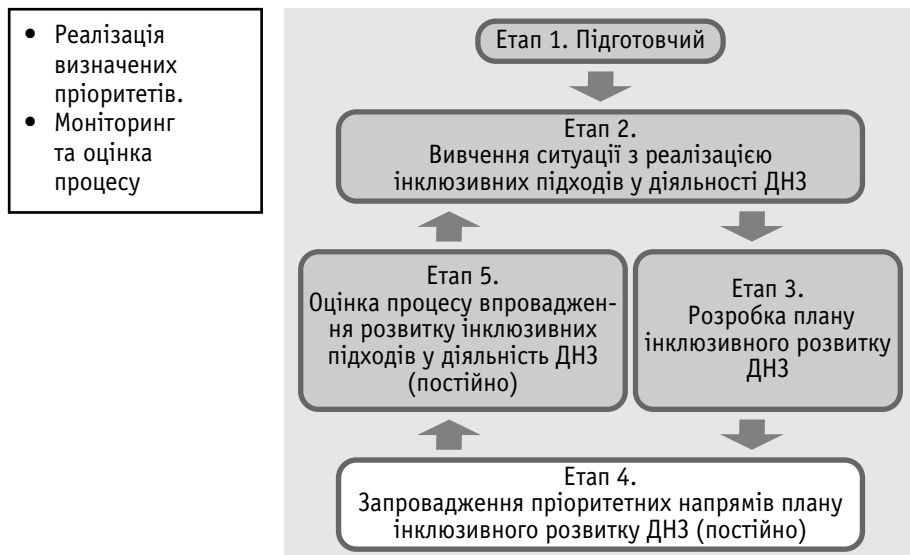 • Реалізація
визначених
пріоритетів.
• Моніторинг
та оцінка
процесу
Етап 1. Підготовчий
Етап 2.
Вивчення ситуації з реалізацією
інклюзивних підходів у діяльності ДНЗ
Етап 5.
Оцінка процесу впроваджен-
ня розвитку інклюзивних
підходів у діяльність ДНЗ
(постійно)
Етап 3.
Розробка плану
інклюзивного розвитку
ДНЗ
Етап 4.
Запровадження пріоритетних напрямів плану
інклюзивного розвитку ДНЗ (постійно)